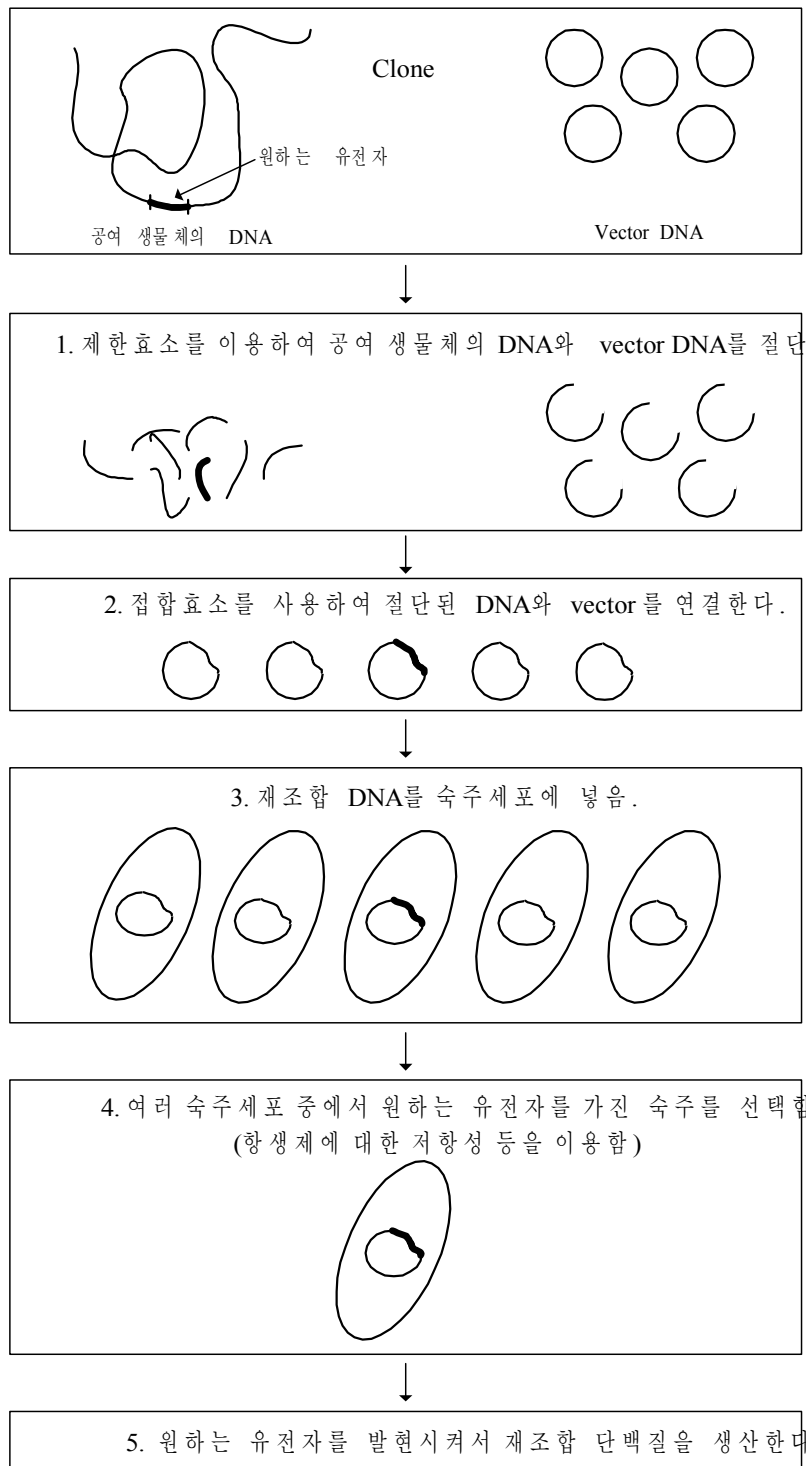 Clone
원하는 유전자
공여 생물체의 DNA
Vector DNA
1. 제한효소를 이용하여 공여 생물체의 DNA와 vector DNA를 절단
2. 접합효소를 사용하여 절단된 DNA와 vector를 연결한다.
3. 재조합 DNA를 숙주세포에 넣음.
4. 여러 숙주세포 중에서 원하는 유전자를 가진 숙주를 선택함
(항생제에 대한 저항성 등을 이용함)
5. 원하는 유전자를 발현시켜서 재조합 단백질을 생산한다